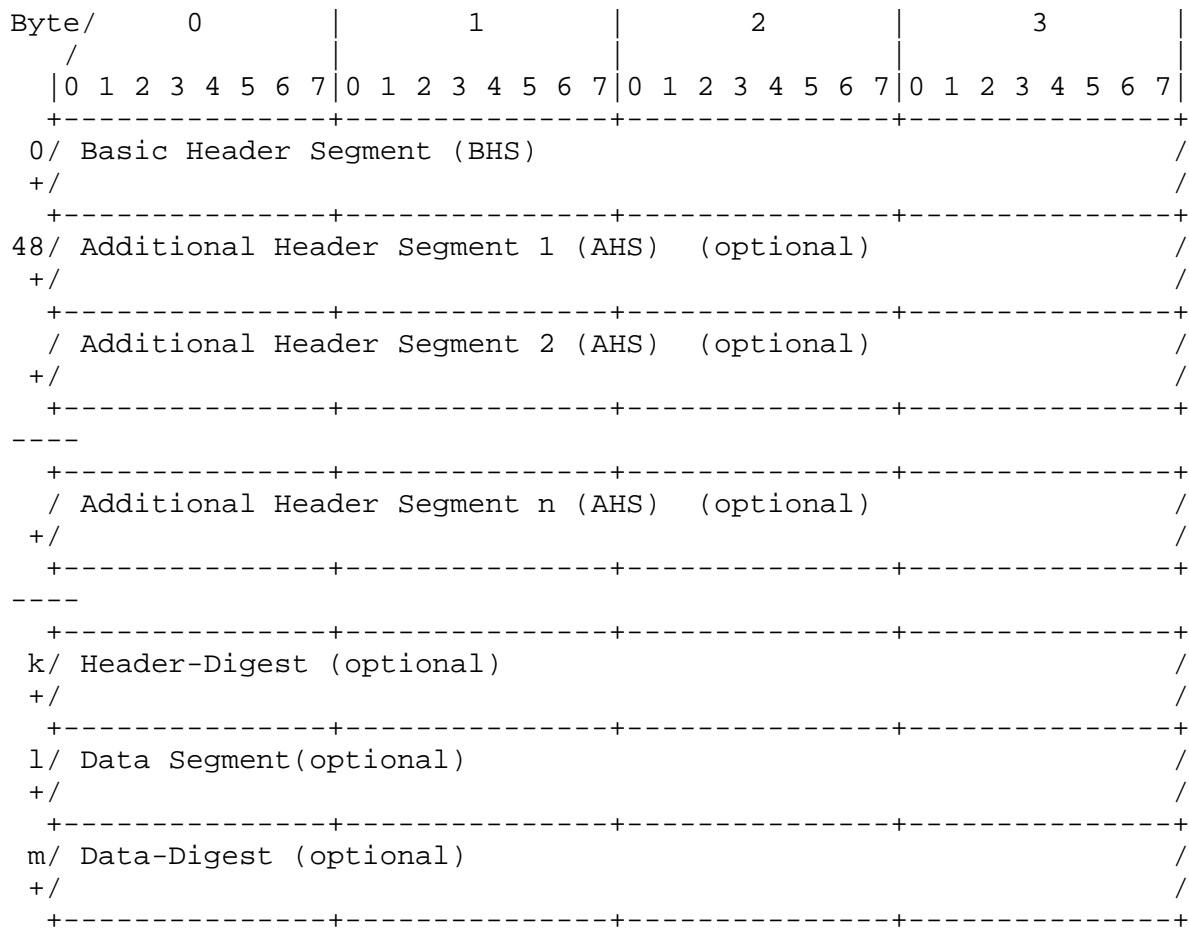 Byte/     0       |       1       |       2       |       3       |
   /              |               |               |               |
  |0 1 2 3 4 5 6 7|0 1 2 3 4 5 6 7|0 1 2 3 4 5 6 7|0 1 2 3 4 5 6 7|
  +---------------+---------------+---------------+---------------+
 0/ Basic Header Segment (BHS)                                    /
 +/                                                               /
  +---------------+---------------+---------------+---------------+
48/ Additional Header Segment 1 (AHS)  (optional)                 /
 +/                                                               /
  +---------------+---------------+---------------+---------------+
  / Additional Header Segment 2 (AHS)  (optional)                 /
 +/                                                               /
  +---------------+---------------+---------------+---------------+
----
  +---------------+---------------+---------------+---------------+
  / Additional Header Segment n (AHS)  (optional)                 /
 +/                                                               /
  +---------------+---------------+---------------+---------------+
----
  +---------------+---------------+---------------+---------------+
 k/ Header-Digest (optional)                                      /
 +/                                                               /
  +---------------+---------------+---------------+---------------+
 l/ Data Segment(optional)                                        /
 +/                                                               /
  +---------------+---------------+---------------+---------------+
 m/ Data-Digest (optional)                                        /
 +/                                                               /
  +---------------+---------------+---------------+---------------+